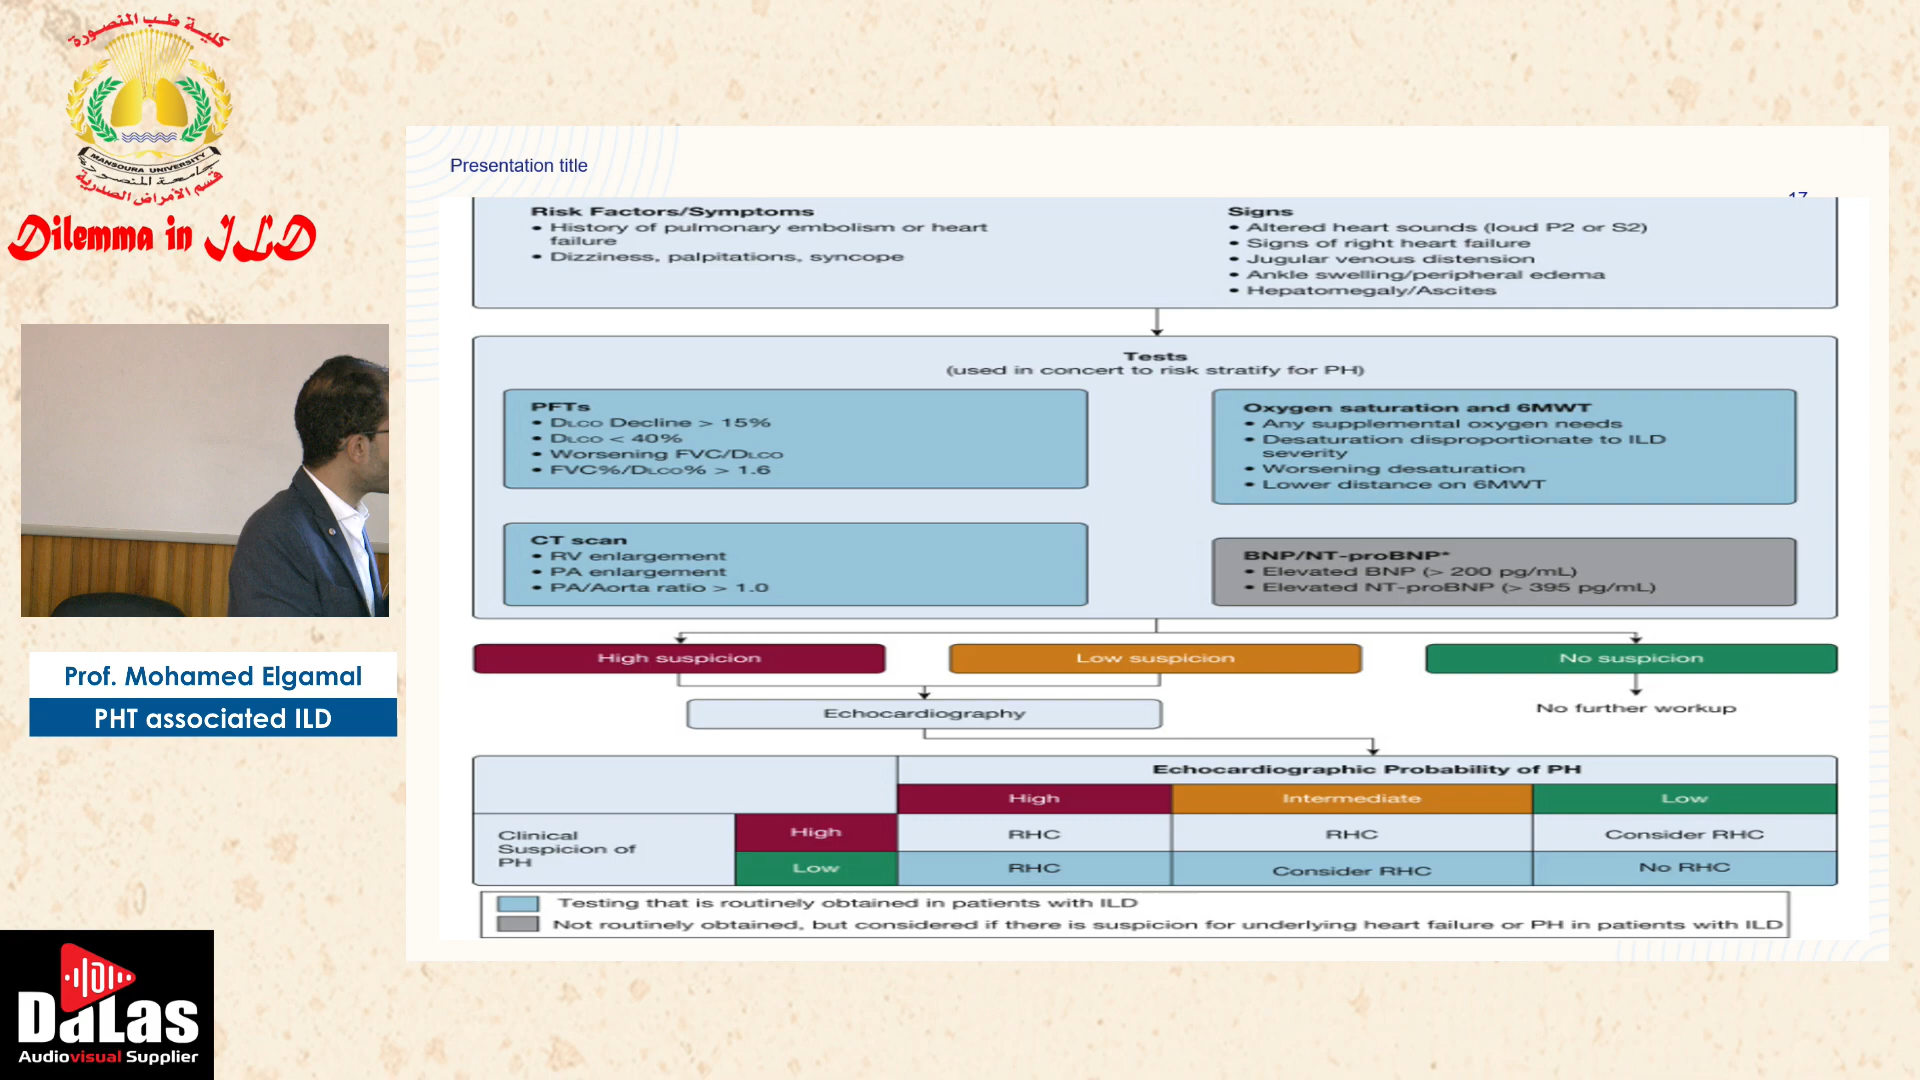 كلية طب المنصورة
MANSOURA UNIVERSITY
جامعة المنصورة
قسم الأمراض الصدرية
Dilemma in ILD
Prof. Mohamed Elgamal
PHT associated ILD
DaLas
Audiovisual Supplier
Presentation title
17
Risk Factors/Symptoms
• History of pulmonary embolism or heart
failure
• Dizziness, palpitations, syncope
Signs
• Altered heart sounds (loud P2 or S2)
• Signs of right heart failure
• Jugular venous distension
• Ankle swelling/peripheral edema
• Hepatomegaly/Ascites
Tests
(used in concert to risk stratify for PH)
PFTs
• DLCO Decline > 15%
• DLCO < 40%
• Worsening FVC/DLCO
• FVC%/DLCO% > 1.6
Oxygen saturation and 6MWT
• Any supplemental oxygen needs
• Desaturation disproportionate to ILD
severity
• Worsening desaturation
• Lower distance on 6MWT
CT scan
• RV enlargement
• PA enlargement
• PA/Aorta ratio > 1.0
BNP/NT-proBNP*
• Elevated BNP (> 200 pg/mL)
• Elevated NT-proBNP (> 395 pg/mL)
High suspicion
Low suspicion
No suspicion
Echocardiography
No further workup
Echocardiographic Probability of PH
High
Intermediate
Low
Clinical
Suspicion of
PH
High
RHC
RHC
Consider RHC
Low
RHC
Consider RHC
No RHC
Testing that is routinely obtained in patients with ILD
Not routinely obtained, but considered if there is suspicion for underlying heart failure or PH in patients with ILD